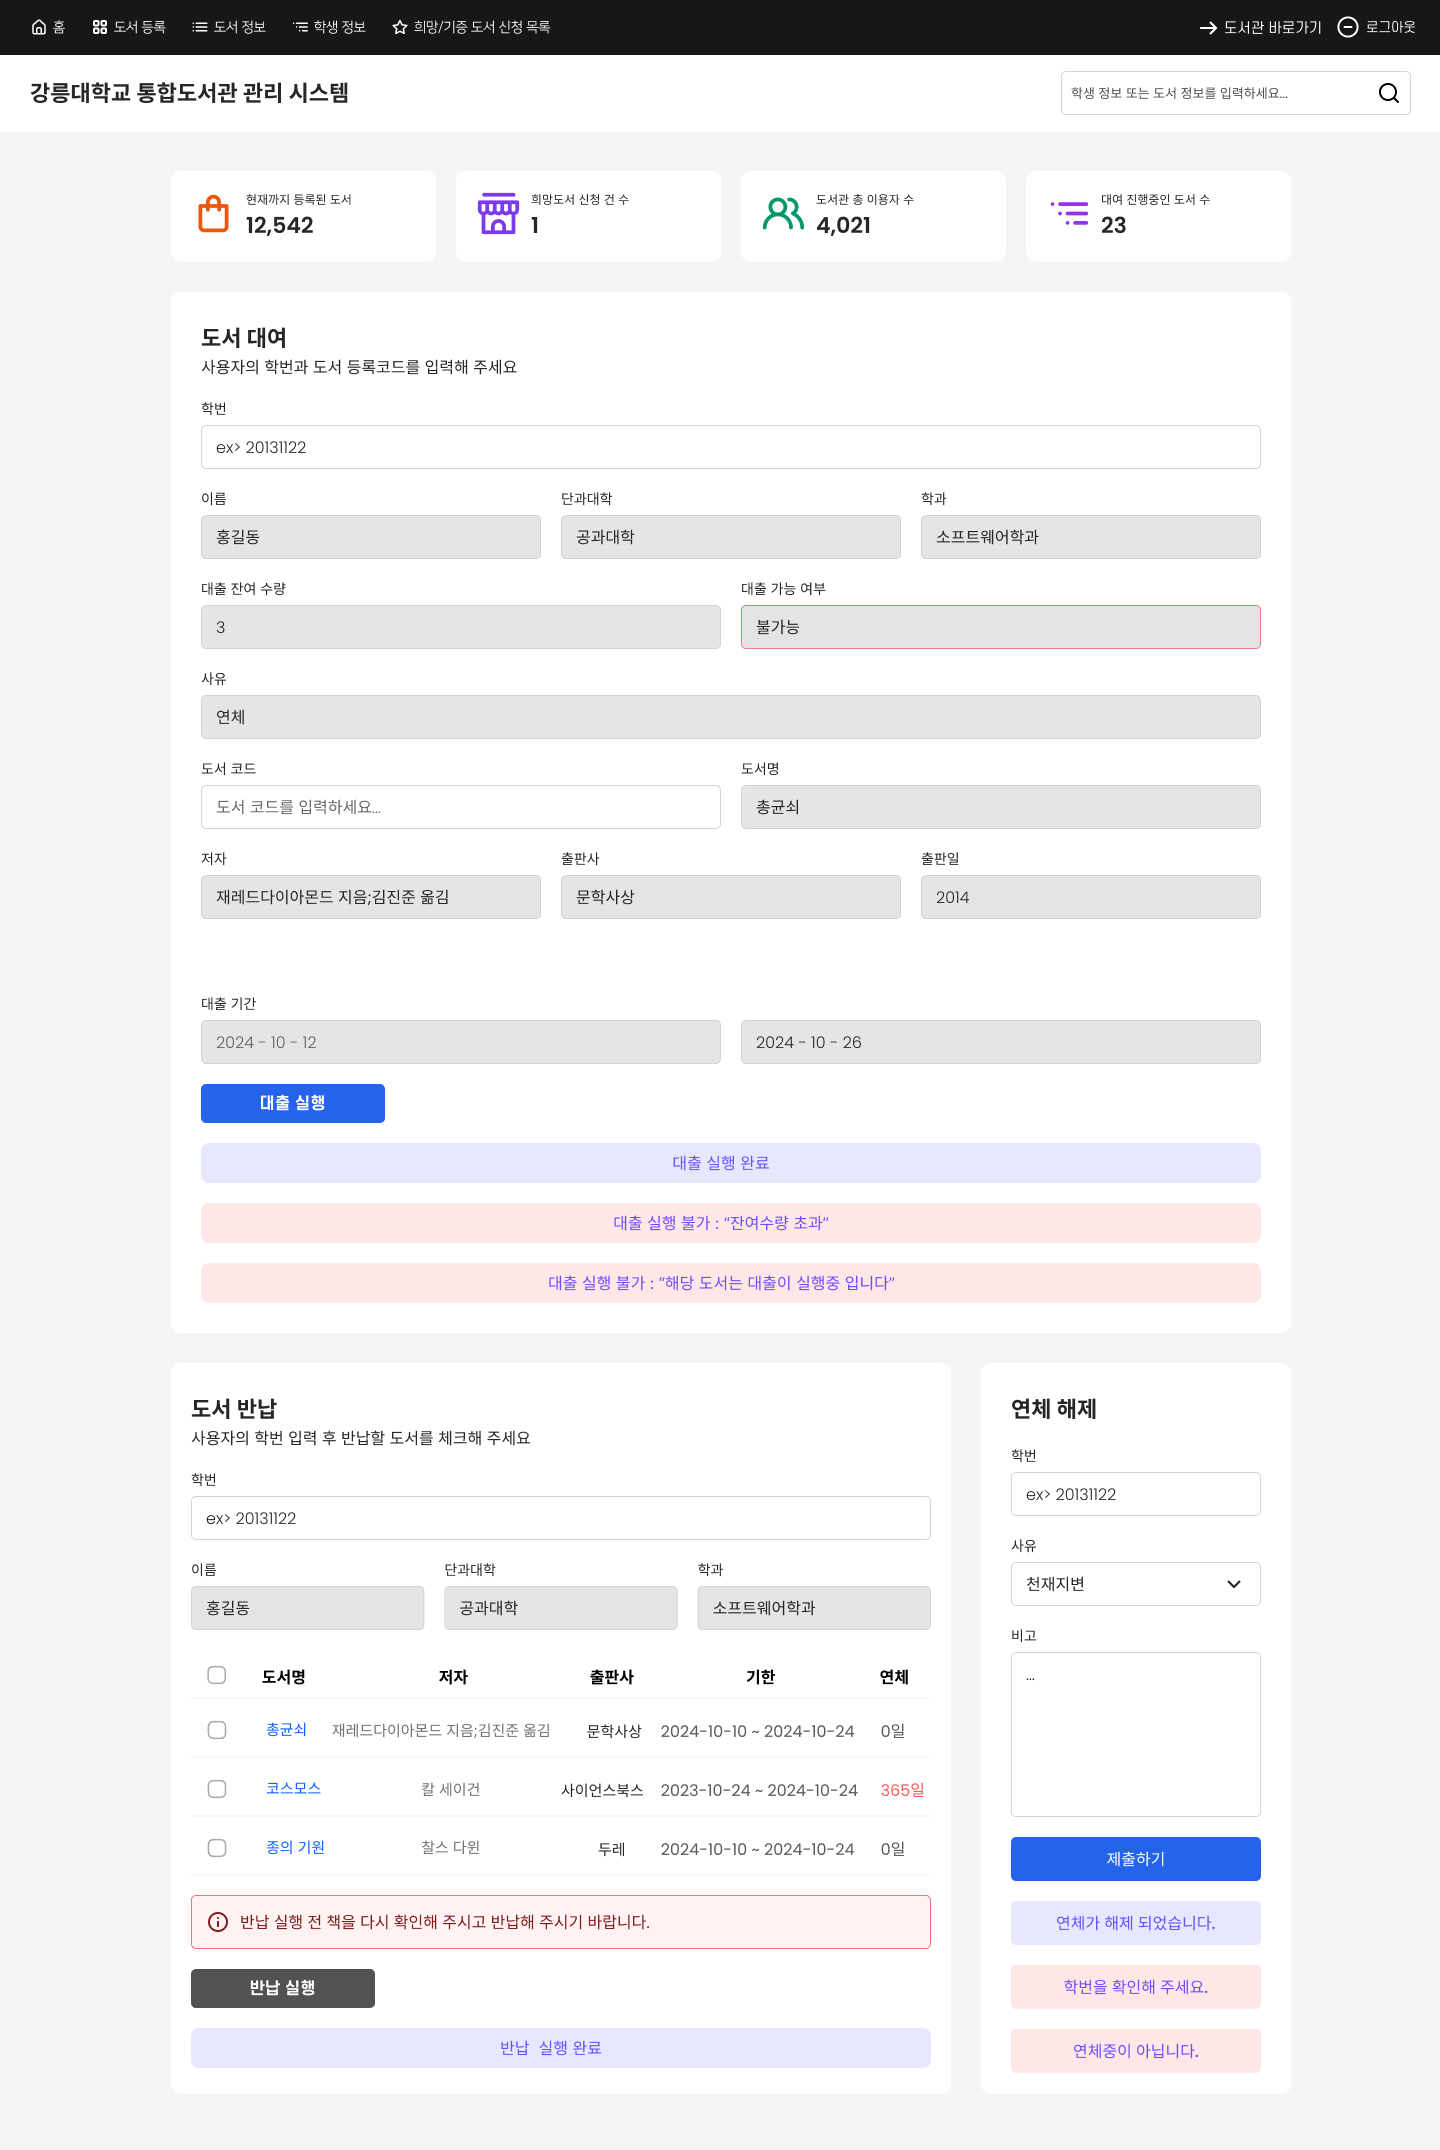 홈 도서 등록 도서 정보 학생 정보 희망/기증 도서 신청 목록 도서관 바로가기 로그아웃
강릉대학교 통합도서관 관리 시스템 학생 정보 또는 도서 정보를 입력하세요...
현재까지 등록된 도서
12,542
희망도서 신청 건 수
1
도서관 총 이용자 수
4,021
대여 진행중인 도서 수
23
도서 대여
사용자의 학번과 도서 등록코드를 입력해 주세요
학번
ex> 20131122
이름 단과대학 학과
홍길동 공과대학 소프트웨어학과
대출 잔여 수량 대출 가능 여부
3 불가능
사유
연체
도서 코드 도서명
도서 코드를 입력하세요... 총균쇠
저자 출판사 출판일
재레드다이아몬드 지음;김진준 옮김 문학사상 2014
대출 기간
2024 - 10 - 12 2024 - 10 - 26
대출 실행
대출 실행 완료
대출 실행 불가 : “잔여수량 초과”
대출 실행 불가 : “해당 도서는 대출이 실행중 입니다”
도서 반납
사용자의 학번 입력 후 반납할 도서를 체크해 주세요
학번
ex> 20131122
이름 단과대학 학과
홍길동 공과대학 소프트웨어학과
도서명 저자 출판사 기한 연체
총균쇠 재레드다이아몬드 지음;김진준 옮김 문학사상 2024-10-10 ~ 2024-10-24 0일
코스모스 칼 세이건 사이언스북스 2023-10-24 ~ 2024-10-24 365일
종의 기원 찰스 다윈 두레 2024-10-10 ~ 2024-10-24 0일
반납 실행 전 책을 다시 확인해 주시고 반납해 주시기 바랍니다.
반납 실행
반납 실행 완료
연체 해제
학번
ex> 20131122
사유
천재지변
비고
...
제출하기
연체가 해제 되었습니다.
학번을 확인해 주세요.
연체중이 아닙니다.